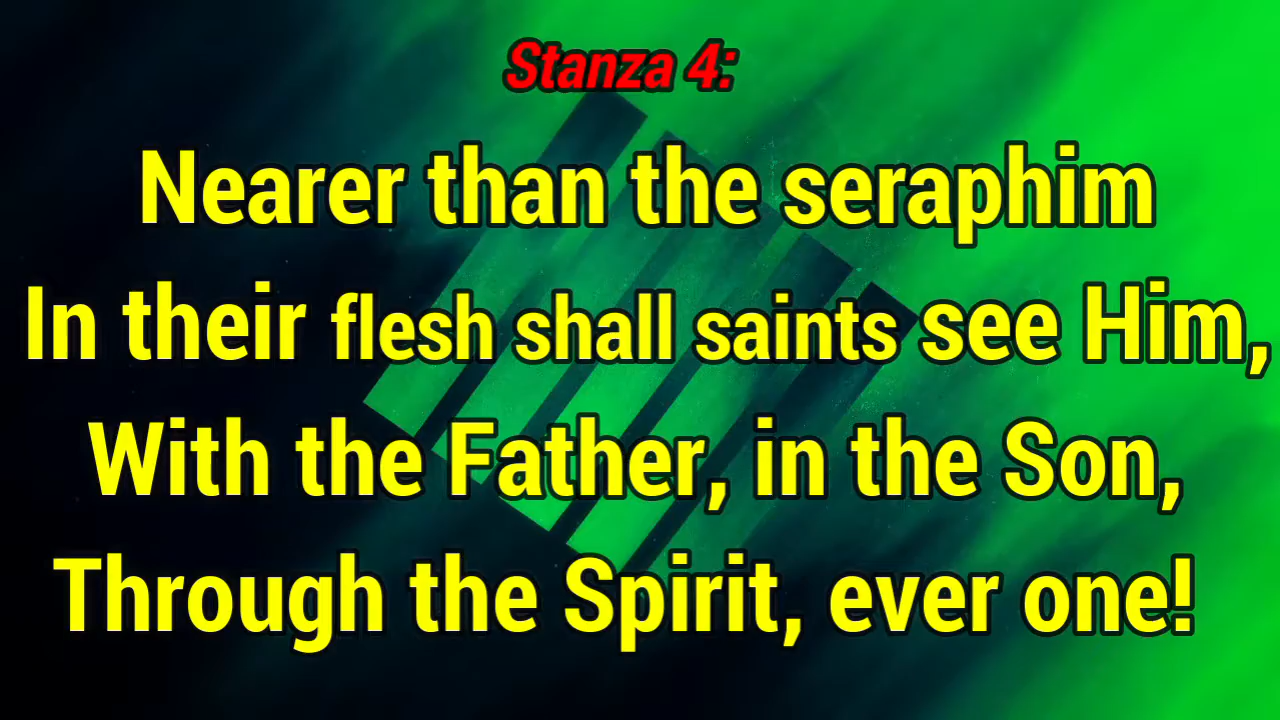 Stanza 4:
Nearer than the seraphim
In their flesh shall saints see Him,
With the Father, in the Son,
Through the Spirit, ever one!